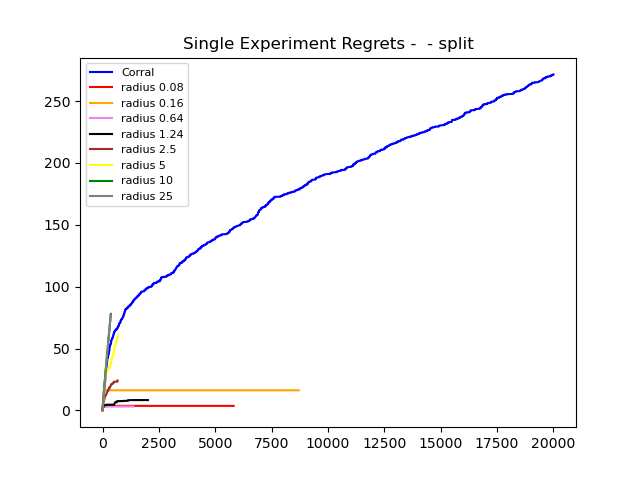 Single Experiment Regrets -  - split
Corral
radius 0.08
radius 0.16
radius 0.64
radius 1.24
radius 2.5
radius 5
radius 10
radius 25
250
200
150
100
50
0
0 2500 5000 7500 10000 12500 15000 17500 20000